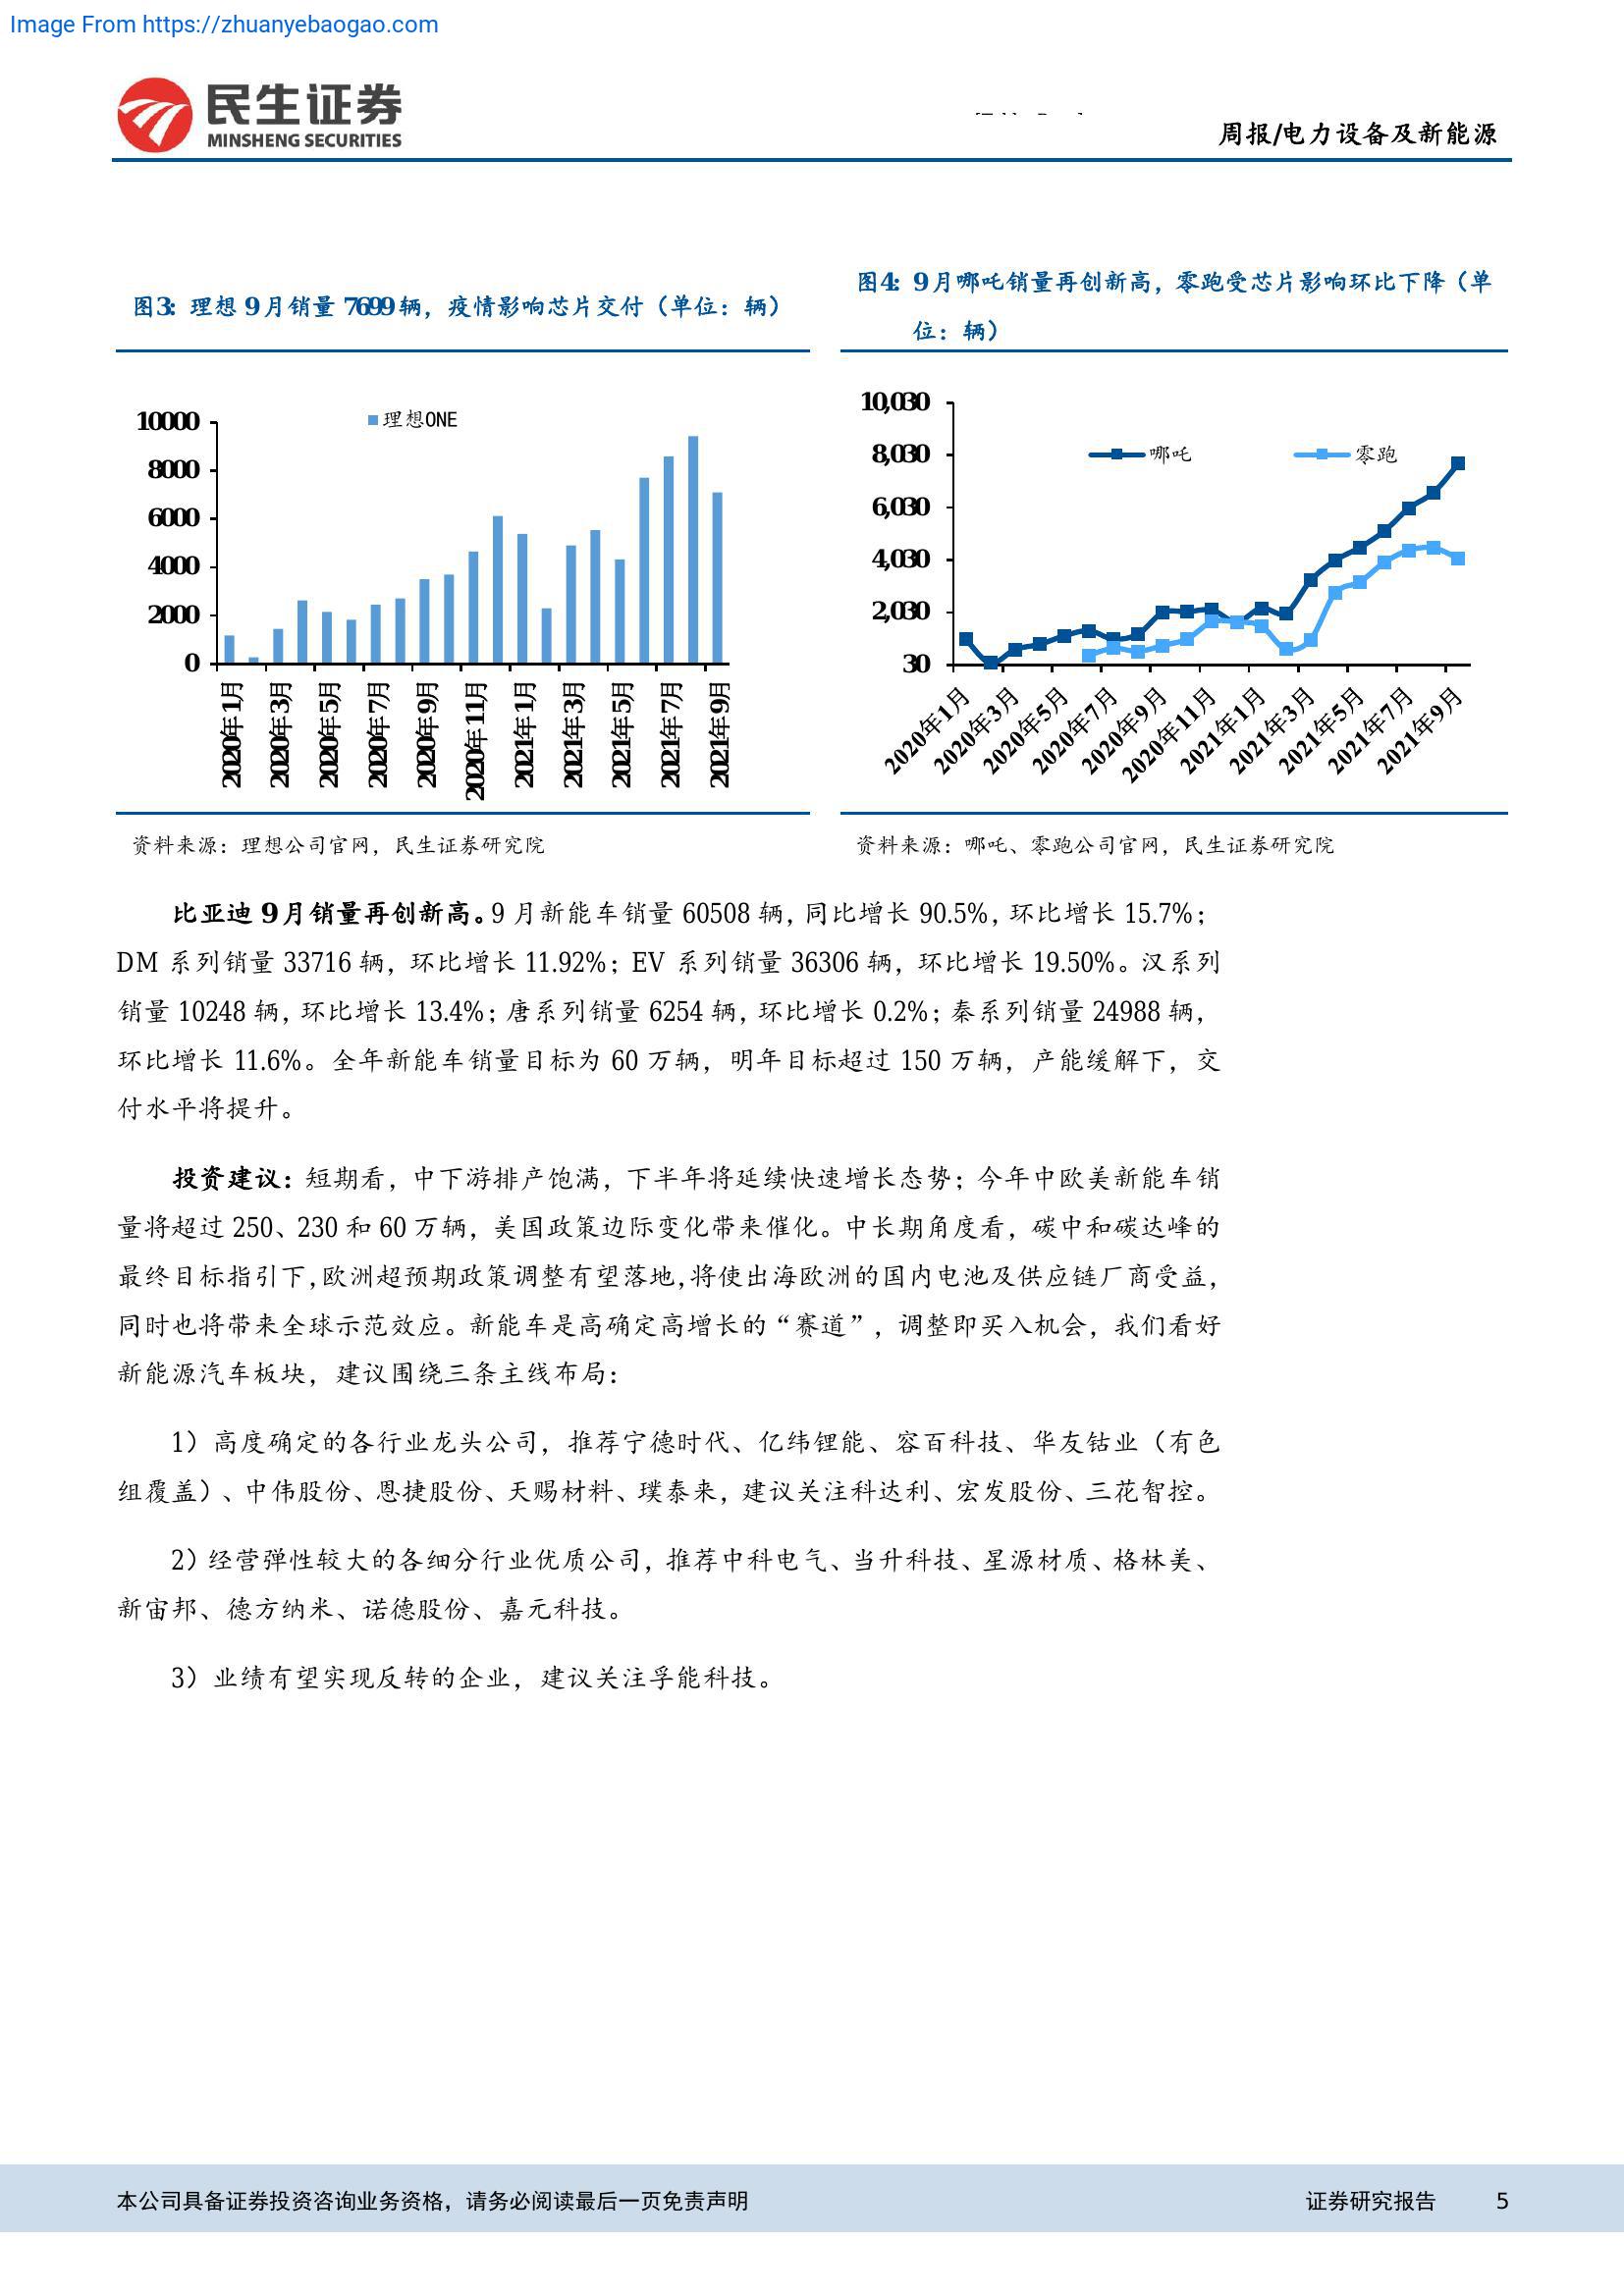 Image From https://zhuanyebaogao.com
民生证券
MINSHENG SECURITIES
周报/电力设备及新能源
图3: 理想 9 月销量 7699 辆，疫情影响芯片交付（单位：辆）
10000
8000
6000
4000
2000
0
理想ONE
2020年1月
2020年3月
2020年5月
2020年7月
2020年9月
2020年11月
2021年1月
2021年3月
2021年5月
2021年7月
2021年9月
资料来源：理想公司官网，民生证券研究院
图4: 9月哪吒销量再创新高，零跑受芯片影响环比下降（单
位：辆）
10,030
8,030
6,030
4,030
2,030
30
哪吒
零跑
2020年1月
2020年3月
2020年5月
2020年7月
2020年9月
2020年11月
2021年1月
2021年3月
2021年5月
2021年7月
2021年9月
资料来源：哪吒、零跑公司官网，民生证券研究院
比亚迪 9月销量再创新高。9 月新能车销量 60508 辆，同比增长 90.5%，环比增长 15.7%；
DM 系列销量 33716 辆，环比增长 11.92%；EV 系列销量 36306 辆，环比增长 19.50%。汉系列
销量 10248 辆，环比增长 13.4%；唐系列销量 6254 辆，环比增长 0.2%；秦系列销量 24988 辆，
环比增长 11.6%。全年新能车销量目标为 60 万辆，明年目标超过 150 万辆，产能缓解下，交
付水平将提升。
投资建议：短期看，中下游排产饱满，下半年将延续快速增长态势；今年中欧美新能车销
量将超过 250、230 和 60 万辆，美国政策边际变化带来催化。中长期角度看，碳中和碳达峰的
最终目标指引下，欧洲超预期政策调整有望落地，将使出海欧洲的国内电池及供应链厂商受益，
同时也将带来全球示范效应。新能车是高确定高增长的“赛道”，调整即买入机会，我们看好
新能源汽车板块，建议围绕三条主线布局：
1）高度确定的各行业龙头公司，推荐宁德时代、亿纬锂能、容百科技、华友钴业（有色
组覆盖）、中伟股份、恩捷股份、天赐材料、璞泰来，建议关注科达利、宏发股份、三花智控。
2）经营弹性较大的各细分行业优质公司，推荐中科电气、当升科技、星源材质、格林美、
新宙邦、德方纳米、诺德股份、嘉元科技。
3）业绩有望实现反转的企业，建议关注孚能科技。
本公司具备证券投资咨询业务资格，请务必阅读最后一页免责声明
证券研究报告 5